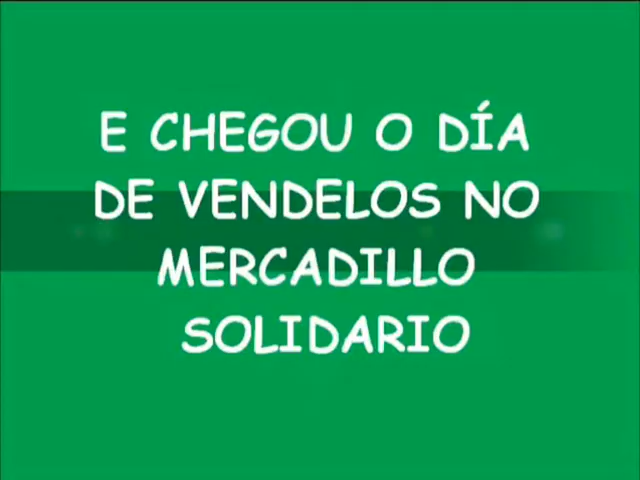 E CHEGOU O DÍA
DE VENDELOS NO
MERCADILLO
SOLIDARIO